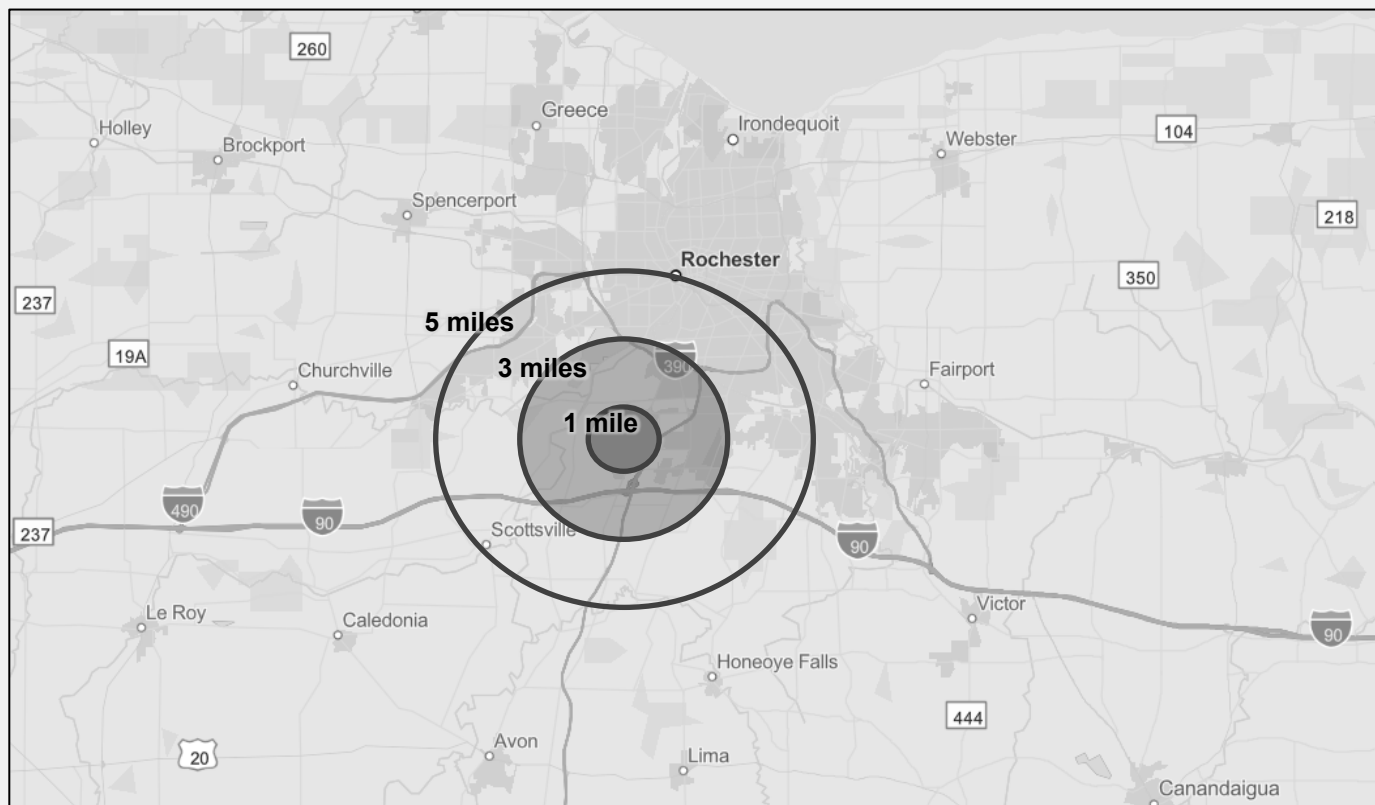 260
Greece
Holley
Irondequoit
104
Brockport
Webster
Spencerport
218
Rochester
350
237
5 miles
19A
3 miles
390
Churchville
Fairport
1 mile
490
90
237
Scottsville
90
Le Roy
Caledonia
Victor
90
Honeoye Falls
444
Avon
20
Lima
Canandaigua